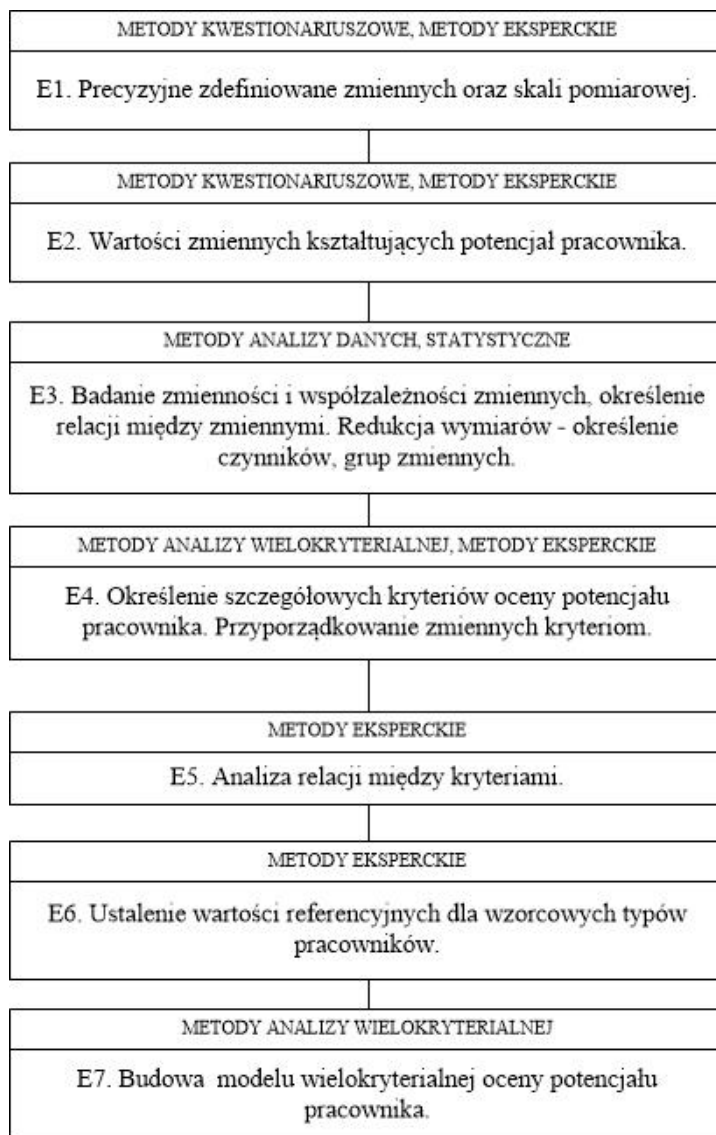 METODY KWESTIONARIUSZOWE, METODY EKSPERCKIE
E1. Precyzyjne zdefiniowane zmiennych oraz skali pomiarowej.
METODY KWESTIONARIUSZOWE, METODY EKSPERCKIE
E2. Wartości zmiennych kształtujących potencjał pracownika.
METODY ANALIZY DANYCH, STATYSTYCZNE
E3. Badanie zmienności i współzależności zmiennych, określenie
relacji między zmiennymi. Redukcja wymiarów - określenie
czynników, grup zmiennych.
METODY ANALIZY WIELOKRYTERIALNEJ, METODY EKSPERCKIE
E4. Określenie szczegółowych kryteriów oceny potencjału
pracownika. Przyporządkowanie zmiennych kryteriom.
METODY EKSPERCKIE
E5. Analiza relacji między kryteriami.
METODY EKSPERCKIE
E6. Ustalenie wartości referencyjnych dla wzorcowych typów
pracowników.
METODY ANALIZY WIELOKRYTERIALNEJ
E7. Budowa modelu wielokryterialnej oceny potencjału
pracownika.